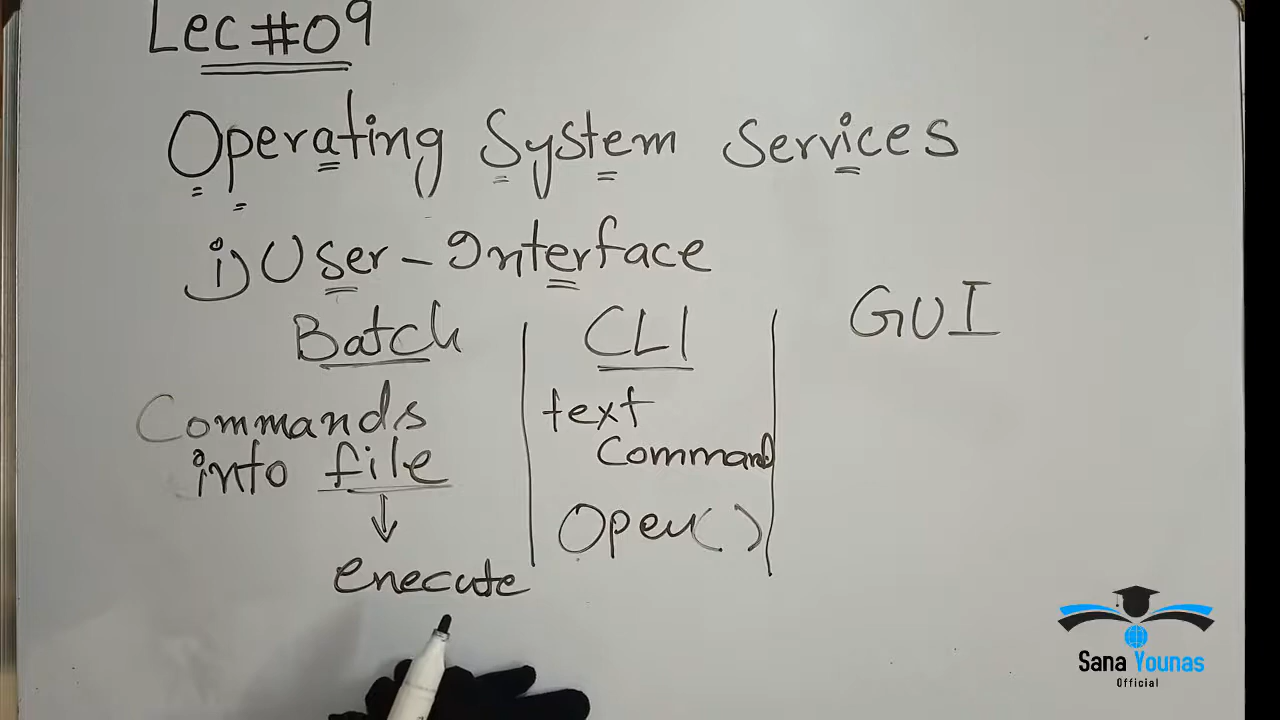 Lec #09
Operating System Services
i) User-Interface
Batch
Commands
into file
↓
execute
CLI
text
Command
Open()
GUI
Sana Younas
Official